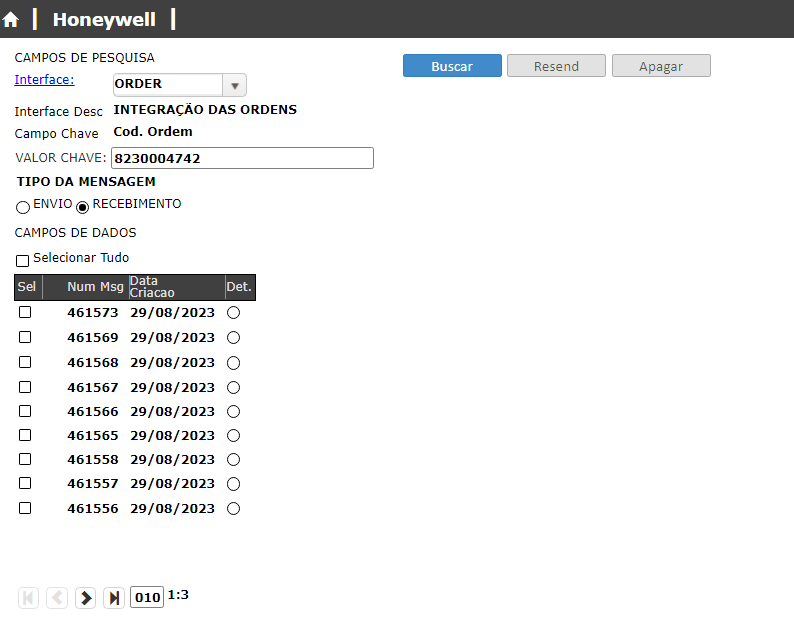 Honeywell
CAMPOS DE PESQUISA
Interface: ORDER
Buscar Resend Apagar
Interface Desc INTEGRAÇÃO DAS ORDENS
Campo Chave Cod. Ordem
VALOR CHAVE: 8230004742
TIPO DA MENSAGEM
ENVIO RECEBIMENTO
CAMPOS DE DADOS
Selecionar Tudo
Sel Num Msg Data Criacao Det.
461573 29/08/2023
461569 29/08/2023
461568 29/08/2023
461567 29/08/2023
461566 29/08/2023
461565 29/08/2023
461558 29/08/2023
461557 29/08/2023
461556 29/08/2023
010 1:3